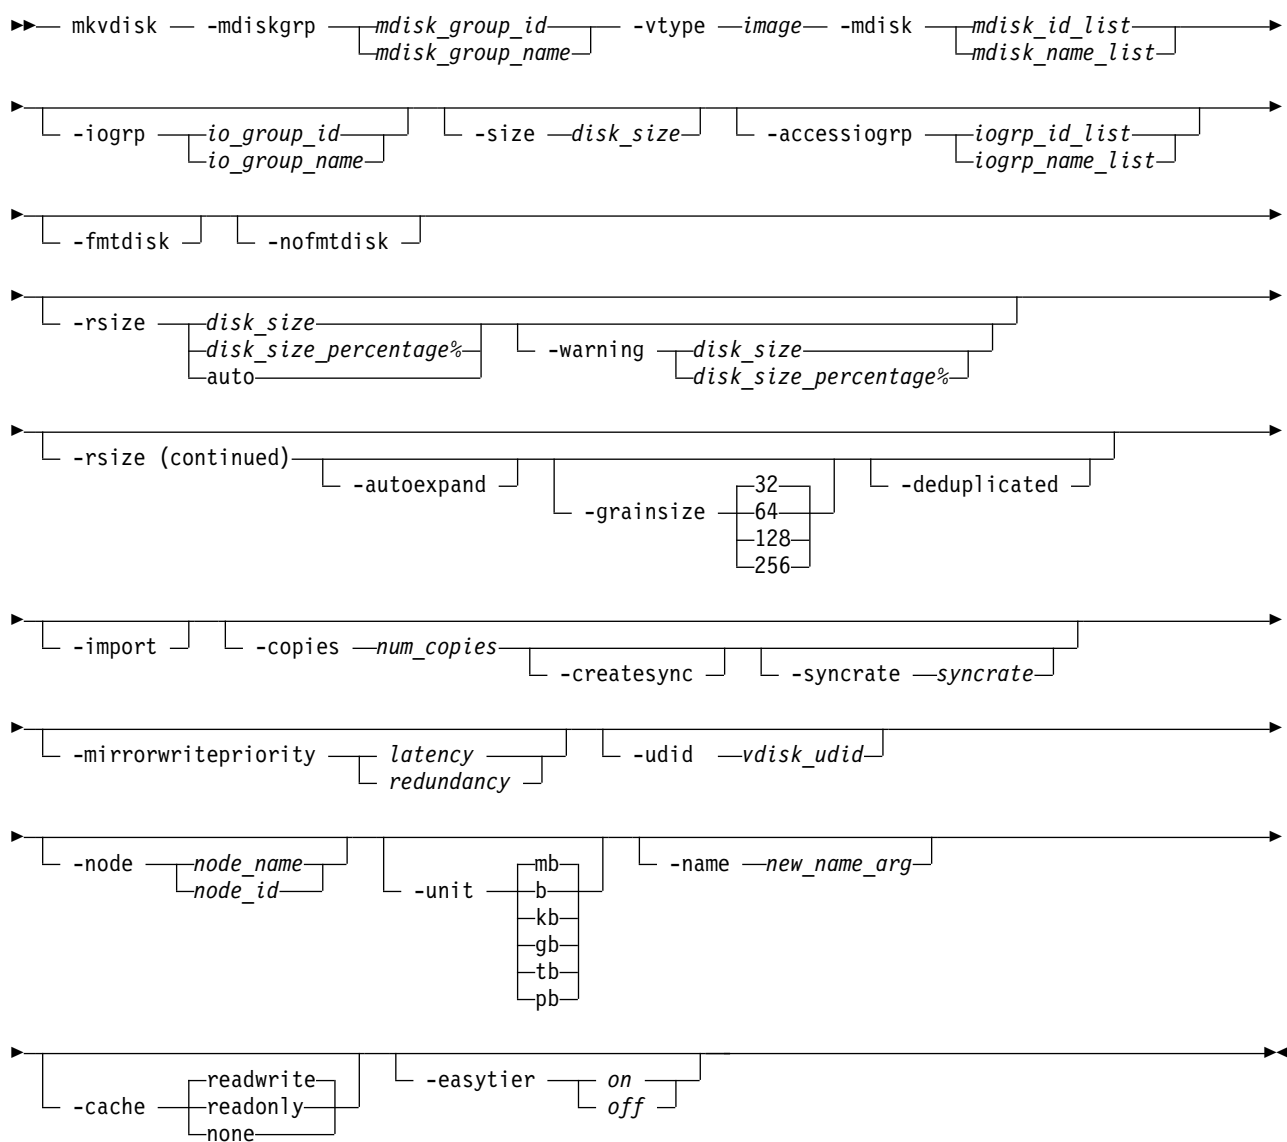 mkvdisk -mdiskgrp mdisk_group_id -vtype image -mdisk mdisk_id_list
mdisk_group_name mdisk_name_list
-iogrp io_group_id -size disk_size -accessiogrp iogrp_id_list
io_group_name iogrp_name_list
-fmtdisk -nofmtdisk
-rsize disk_size
disk_size_percentage% -warning disk_size
auto disk_size_percentage%
-rsize (continued)
-autoexpand 32 -deduplicated
-grainsize 64
128
256
-import -copies num_copies
-createsync -syncrate syncrate
-mirrorwritepriority latency -udid vdisk_udid
redundancy
-node node_name mb -name new_name_arg
node_id -unit b
kb
gb
tb
pb
readwrite -easytier on
-cache readonly off
none